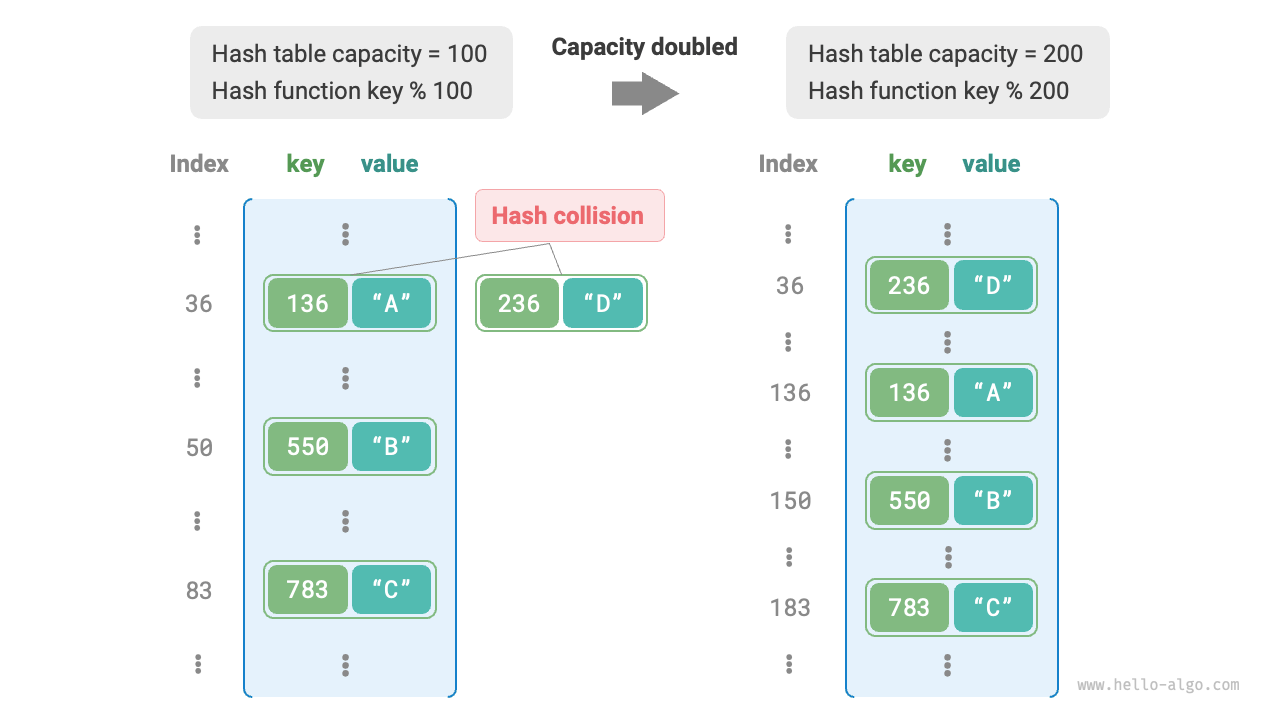 Hash table capacity = 100
Hash function key % 100
Capacity doubled
Hash table capacity = 200
Hash function key % 200
Index key value
Hash collision
36 136 “A” 236 “D”
50 550 “B”
83 783 “C”
Index key value
36 236 “D”
136 136 “A”
150 550 “B”
183 783 “C”
www.hello-algo.com